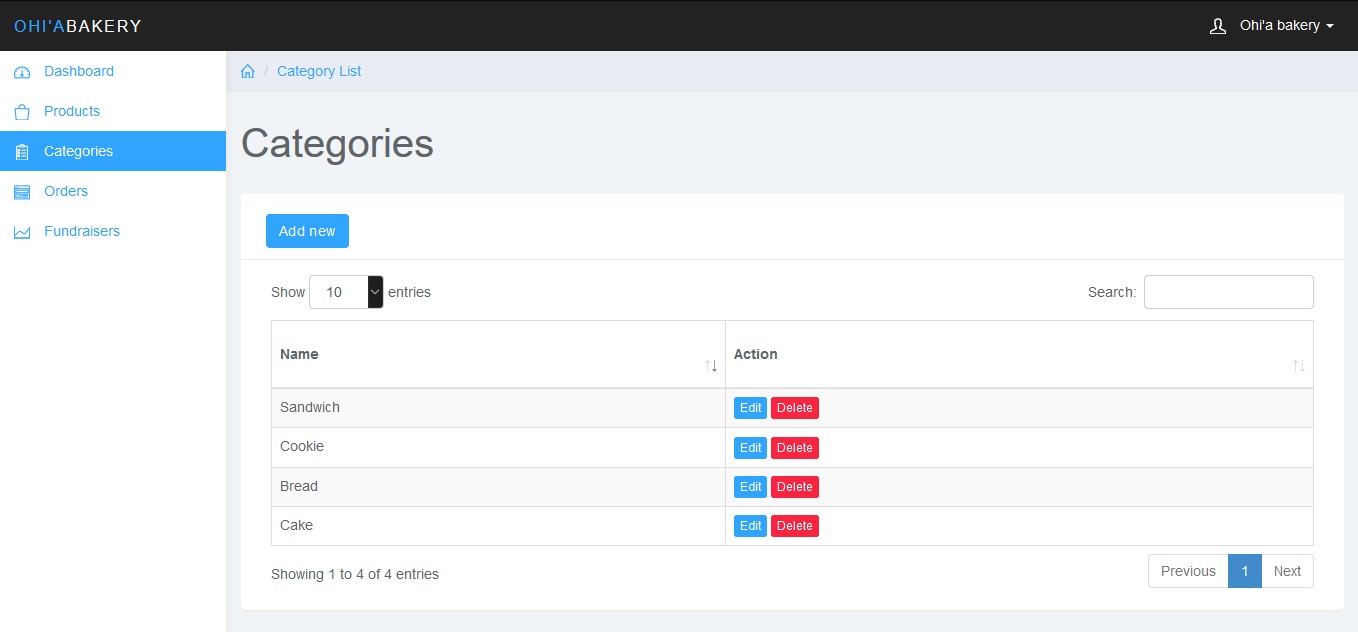 OHI'ABAKERY
Ohi'a bakery
Dashboard
Products
Categories
Orders
Fundraisers
/ Category List
Categories
Add new
Show 10 entries
Search:
Name Action
Sandwich Edit Delete
Cookie Edit Delete
Bread Edit Delete
Cake Edit Delete
Showing 1 to 4 of 4 entries
Previous 1 Next